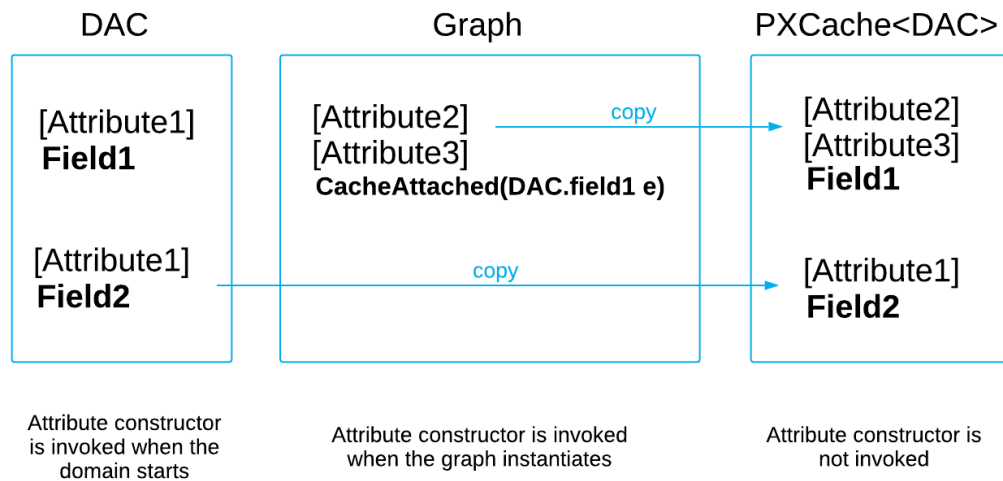 DAC
[Attribute1]
Field1
[Attribute1]
Field2
Attribute constructor
is invoked when the
domain starts
Graph
[Attribute2]
[Attribute3]
CacheAttached(DAC.field1 e)
copy
copy
Attribute constructor is invoked
when the graph instantiates
PXCache<DAC>
[Attribute2]
[Attribute3]
Field1
[Attribute1]
Field2
Attribute constructor is
not invoked